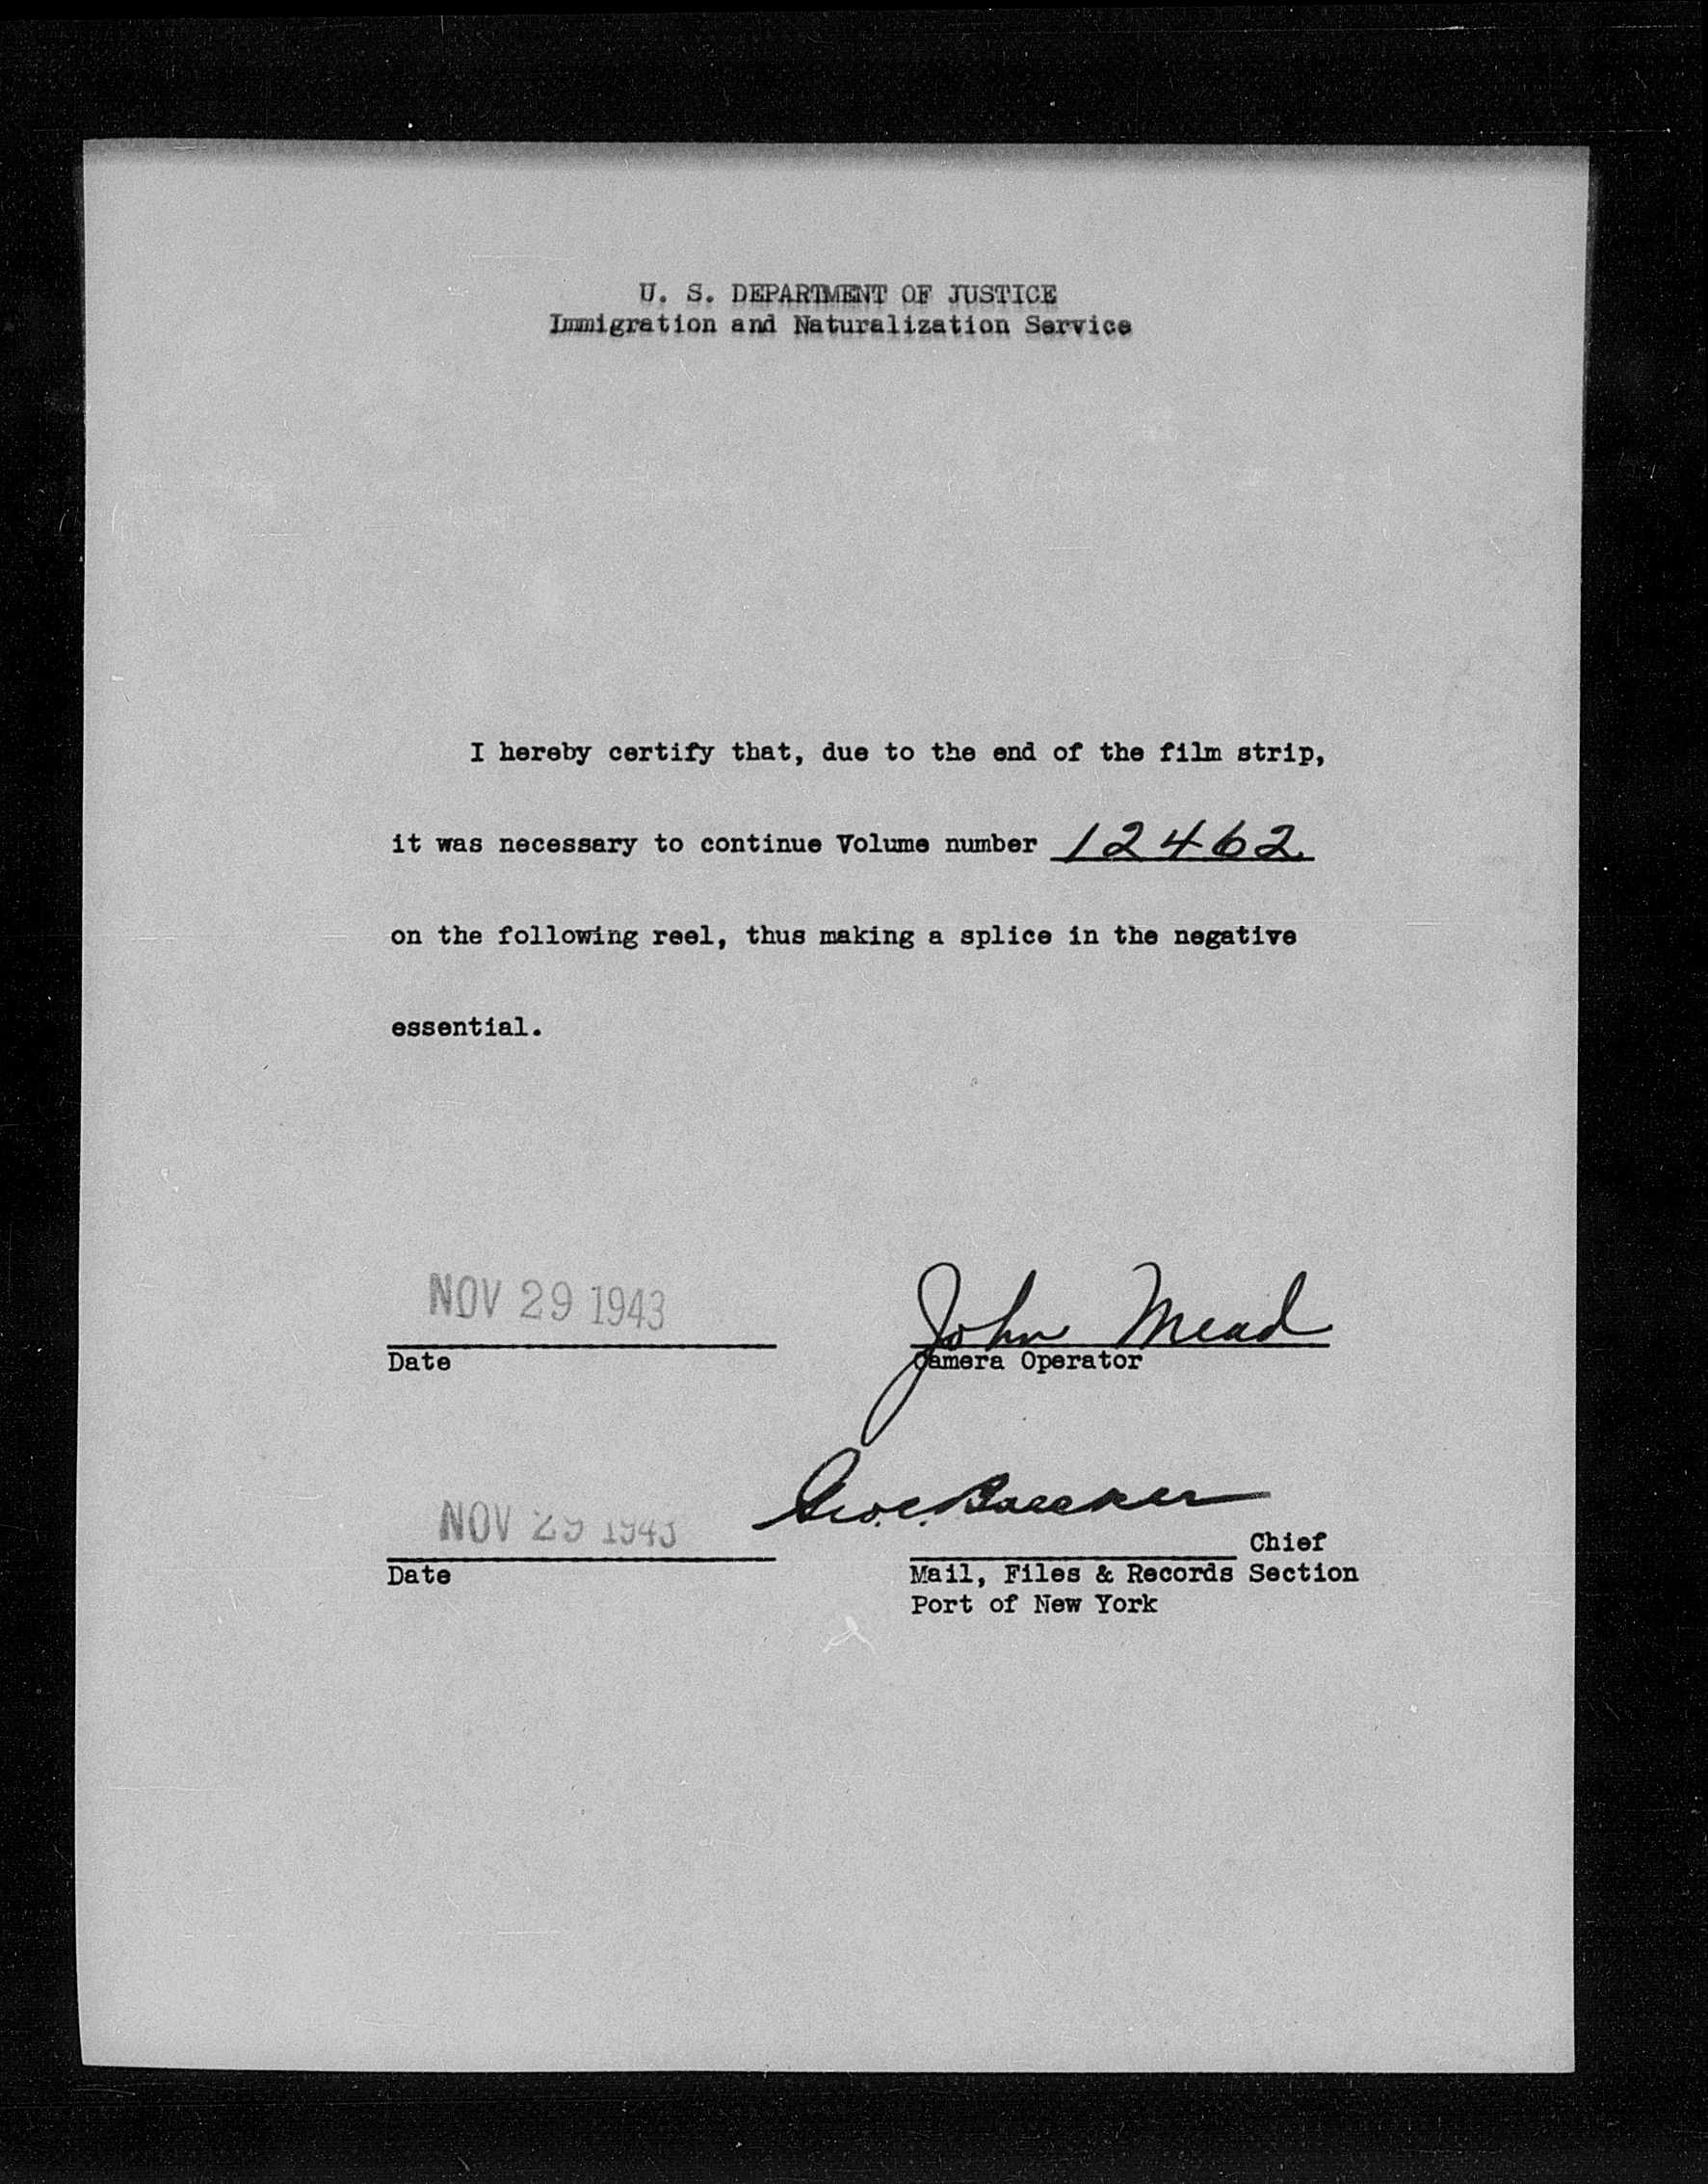 U. S. DEPARTMENT OF JUSTICE
Immigration and Naturalization Service
I hereby certify that, due to the end of the film strip,
it was necessary to continue Volume number 12462
on the following reel, thus making a splice in the negative
essential.
NOV 29 1943
John Mead
Date
Camera Operator
NOV 29 1943
Chief
Date
Mail, Files & Records Section
Port of New York